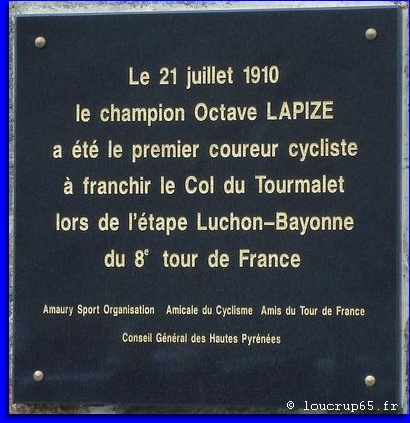 Le 21 juillet 1910
le champion Octave LAPIZE
a été le premier coureur cycliste
à franchir le Col du Tourmalet
lors de l'étape Luchon-Bayonne
du 8e tour de France
Amaury Sport Organisation Amicale du Cyclisme Amis du Tour de France
Conseil Général des Hautes Pyrénées
© loucrup65.fr